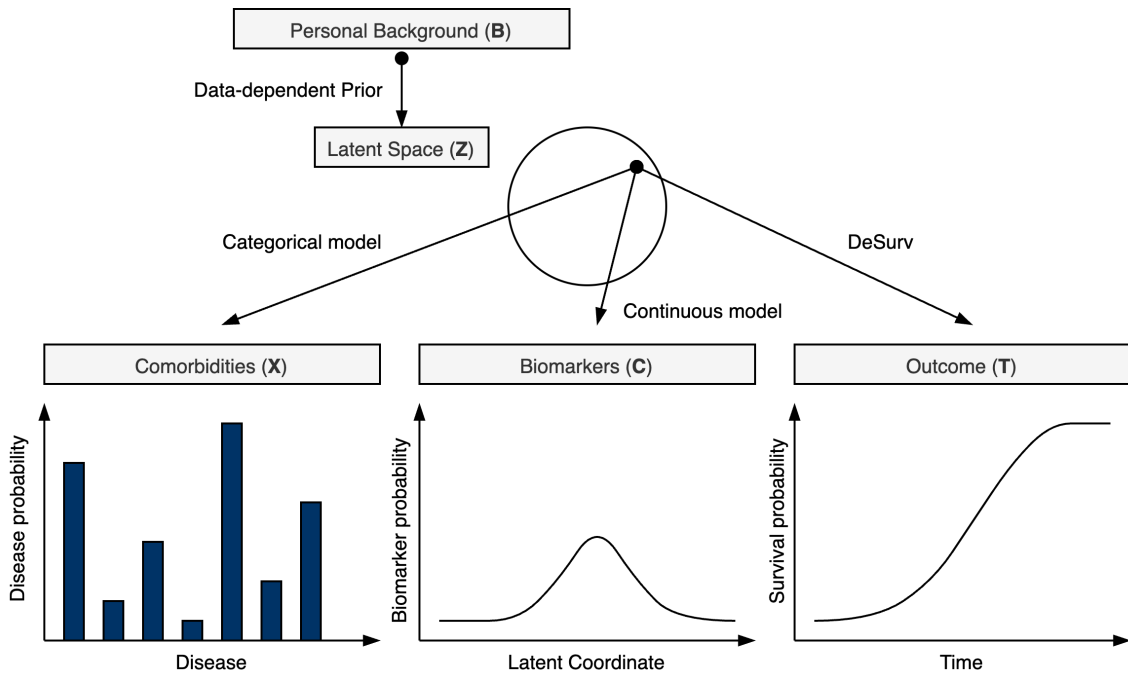 Personal Background (B)
Data-dependent Prior
Latent Space (Z)
Categorical model
DeSurv
Continuous model
Comorbidities (X)
Biomarkers (C)
Outcome (T)
Disease probability
Biomarker probability
Survival probability
Disease
Latent Coordinate
Time